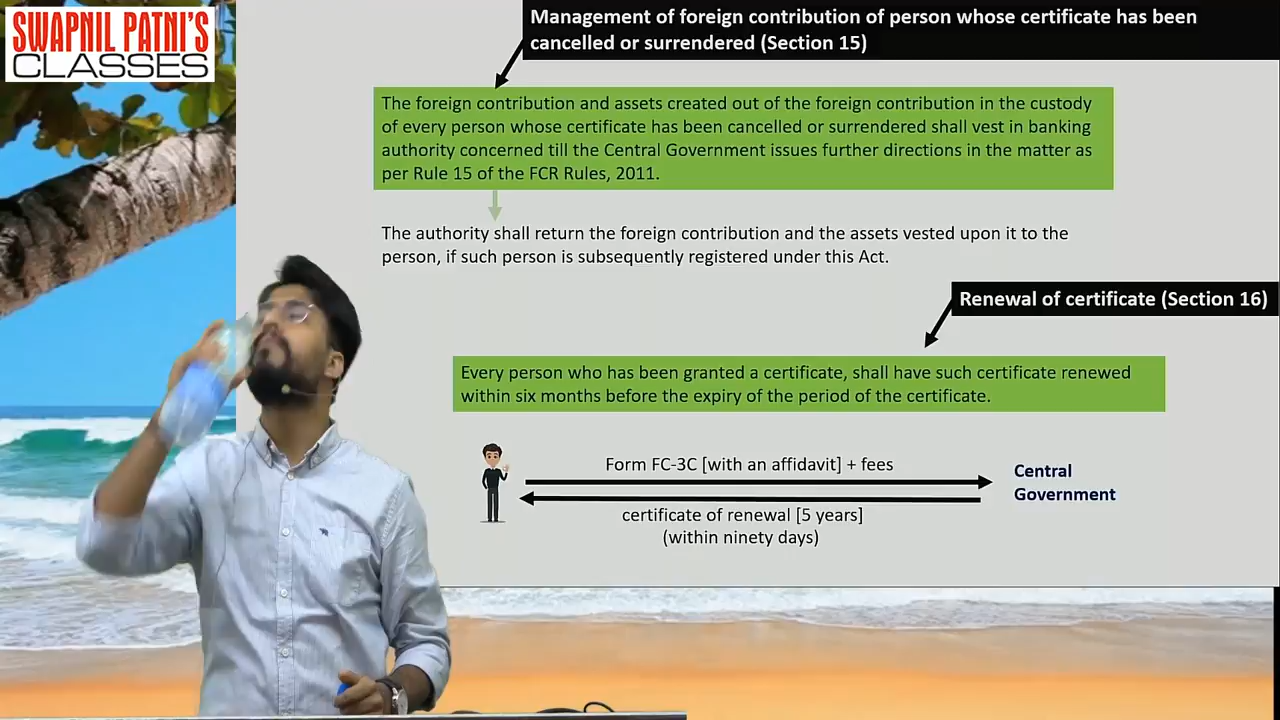 SWAPNIL PATNI'S
CLASSES
Management of foreign contribution of person whose certificate has been
cancelled or surrendered (Section 15)
The foreign contribution and assets created out of the foreign contribution in the custody
of every person whose certificate has been cancelled or surrendered shall vest in banking
authority concerned till the Central Government issues further directions in the matter as
per Rule 15 of the FCR Rules, 2011.
The authority shall return the foreign contribution and the assets vested upon it to the
person, if such person is subsequently registered under this Act.
Renewal of certificate (Section 16)
Every person who has been granted a certificate, shall have such certificate renewed
within six months before the expiry of the period of the certificate.
Form FC-3C [with an affidavit] + fees
Central
Government
certificate of renewal [5 years]
(within ninety days)